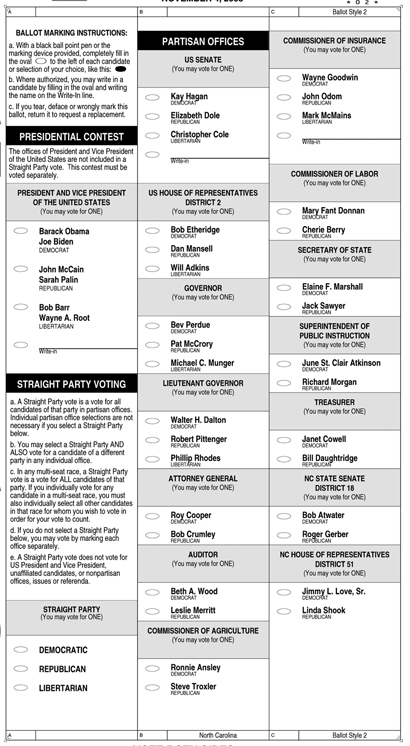 A
B
C
Ballot Style 2
BALLOT MARKING INSTRUCTIONS:
a. With a black ball point pen or the
marking device provided, completely fill in
the oval to the left of each candidate
or selection of your choice, like this:
b. Where authorized, you may write in a
candidate by filling in the oval and writing
the name on the Write-In line.
c. If you tear, deface or wrongly mark this
ballot, return it to request a replacement.
PRESIDENTIAL CONTEST
The offices of President and Vice President
of the United States are not included in a
Straight Party vote. This contest must be
voted separately.
PRESIDENT AND VICE PRESIDENT
OF THE UNITED STATES
(You may vote for ONE)
Barack Obama
Joe Biden
DEMOCRAT
John McCain
Sarah Palin
REPUBLICAN
Bob Barr
Wayne A. Root
LIBERTARIAN
Write-in
STRAIGHT PARTY VOTING
a. A Straight Party vote is a vote for all
candidates of that party in partisan offices.
Individual partisan office selections are not
necessary if you select a Straight Party
below.
b. You may select a Straight Party AND
ALSO vote for a candidate of a different
party in any individual office.
c. In any multi-seat race, a Straight Party
vote is a vote for ALL candidates of that
party. If you individually vote for any
candidate in a multi-seat race, you must
also individually select all other candidates
in that race for whom you wish to vote in
order for your vote to count.
d. If you do not select a Straight Party
below, you may vote by marking each
office separately.
e. A Straight Party vote does not vote for
US President and Vice President,
unaffiliated candidates, or nonpartisan
offices, issues or referenda.
STRAIGHT PARTY
(You may vote for ONE)
DEMOCRATIC
REPUBLICAN
LIBERTARIAN
PARTISAN OFFICES
US SENATE
(You may vote for ONE)
Kay Hagan
DEMOCRAT
Elizabeth Dole
REPUBLICAN
Christopher Cole
LIBERTARIAN
Write-in
US HOUSE OF REPRESENTATIVES
DISTRICT 2
(You may vote for ONE)
Bob Etheridge
DEMOCRAT
Dan Mansell
REPUBLICAN
Will Adkins
LIBERTARIAN
GOVERNOR
(You may vote for ONE)
Bev Perdue
DEMOCRAT
Pat McCrory
REPUBLICAN
Michael C. Munger
LIBERTARIAN
LIEUTENANT GOVERNOR
(You may vote for ONE)
Walter H. Dalton
DEMOCRAT
Robert Pittenger
REPUBLICAN
Phillip Rhodes
LIBERTARIAN
ATTORNEY GENERAL
(You may vote for ONE)
Roy Cooper
DEMOCRAT
Bob Crumley
REPUBLICAN
AUDITOR
(You may vote for ONE)
Beth A. Wood
DEMOCRAT
Leslie Merritt
REPUBLICAN
COMMISSIONER OF AGRICULTURE
(You may vote for ONE)
Ronnie Ansley
DEMOCRAT
Steve Troxler
REPUBLICAN
COMMISSIONER OF INSURANCE
(You may vote for ONE)
Wayne Goodwin
DEMOCRAT
John Odom
REPUBLICAN
Mark McMains
LIBERTARIAN
Write-in
COMMISSIONER OF LABOR
(You may vote for ONE)
Mary Fant Donnan
DEMOCRAT
Cherie Berry
REPUBLICAN
SECRETARY OF STATE
(You may vote for ONE)
Elaine F. Marshall
DEMOCRAT
Jack Sawyer
REPUBLICAN
SUPERINTENDENT OF
PUBLIC INSTRUCTION
(You may vote for ONE)
June St. Clair Atkinson
DEMOCRAT
Richard Morgan
REPUBLICAN
TREASURER
(You may vote for ONE)
Janet Cowell
DEMOCRAT
Bill Daughtridge
REPUBLICAN
NC STATE SENATE
DISTRICT 18
(You may vote for ONE)
Bob Atwater
DEMOCRAT
Roger Gerber
REPUBLICAN
NC HOUSE OF REPRESENTATIVES
DISTRICT 51
(You may vote for ONE)
Jimmy L. Love, Sr.
DEMOCRAT
Linda Shook
REPUBLICAN
A
B
North Carolina
C
Ballot Style 2